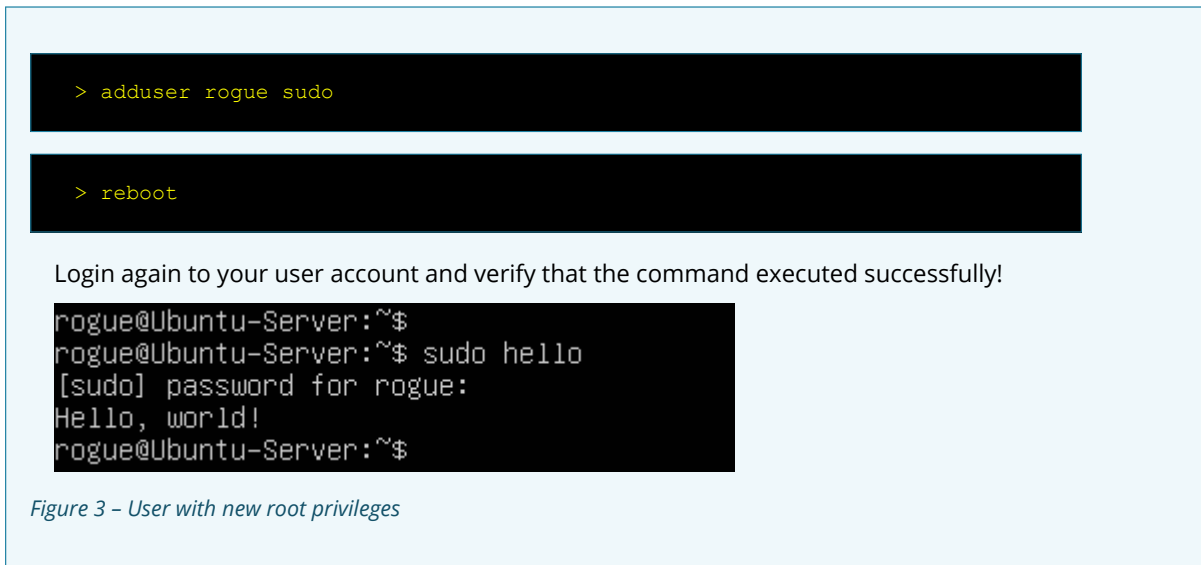 > adduser rogue sudo
> reboot
Login again to your user account and verify that the command executed successfully!
rogue@Ubuntu-Server:~$
rogue@Ubuntu-Server:~$ sudo hello
[sudo] password for rogue:
Hello, world!
rogue@Ubuntu-Server:~$
Figure 3 – User with new root privileges